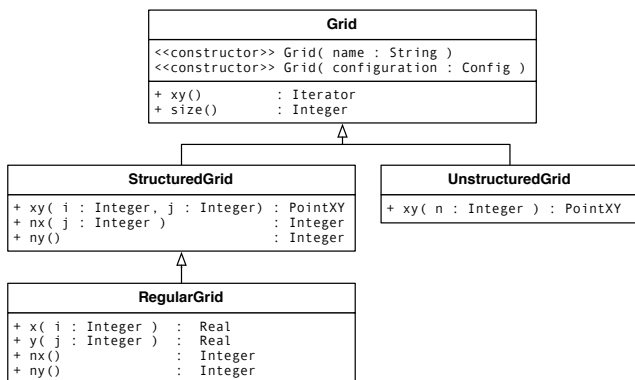 Grid
<<constructor>> Grid( name : String )
<<constructor>> Grid( configuration : Config )
+ xy() : Iterator
+ size() : Integer
StructuredGrid
+ xy( i : Integer, j : Integer) : PointXY
+ nx( j : Integer ) : Integer
+ ny() : Integer
UnstructuredGrid
+ xy( n : Integer ) : PointXY
RegularGrid
+ x( i : Integer ) : Real
+ y( j : Integer ) : Real
+ nx() : Integer
+ ny() : Integer